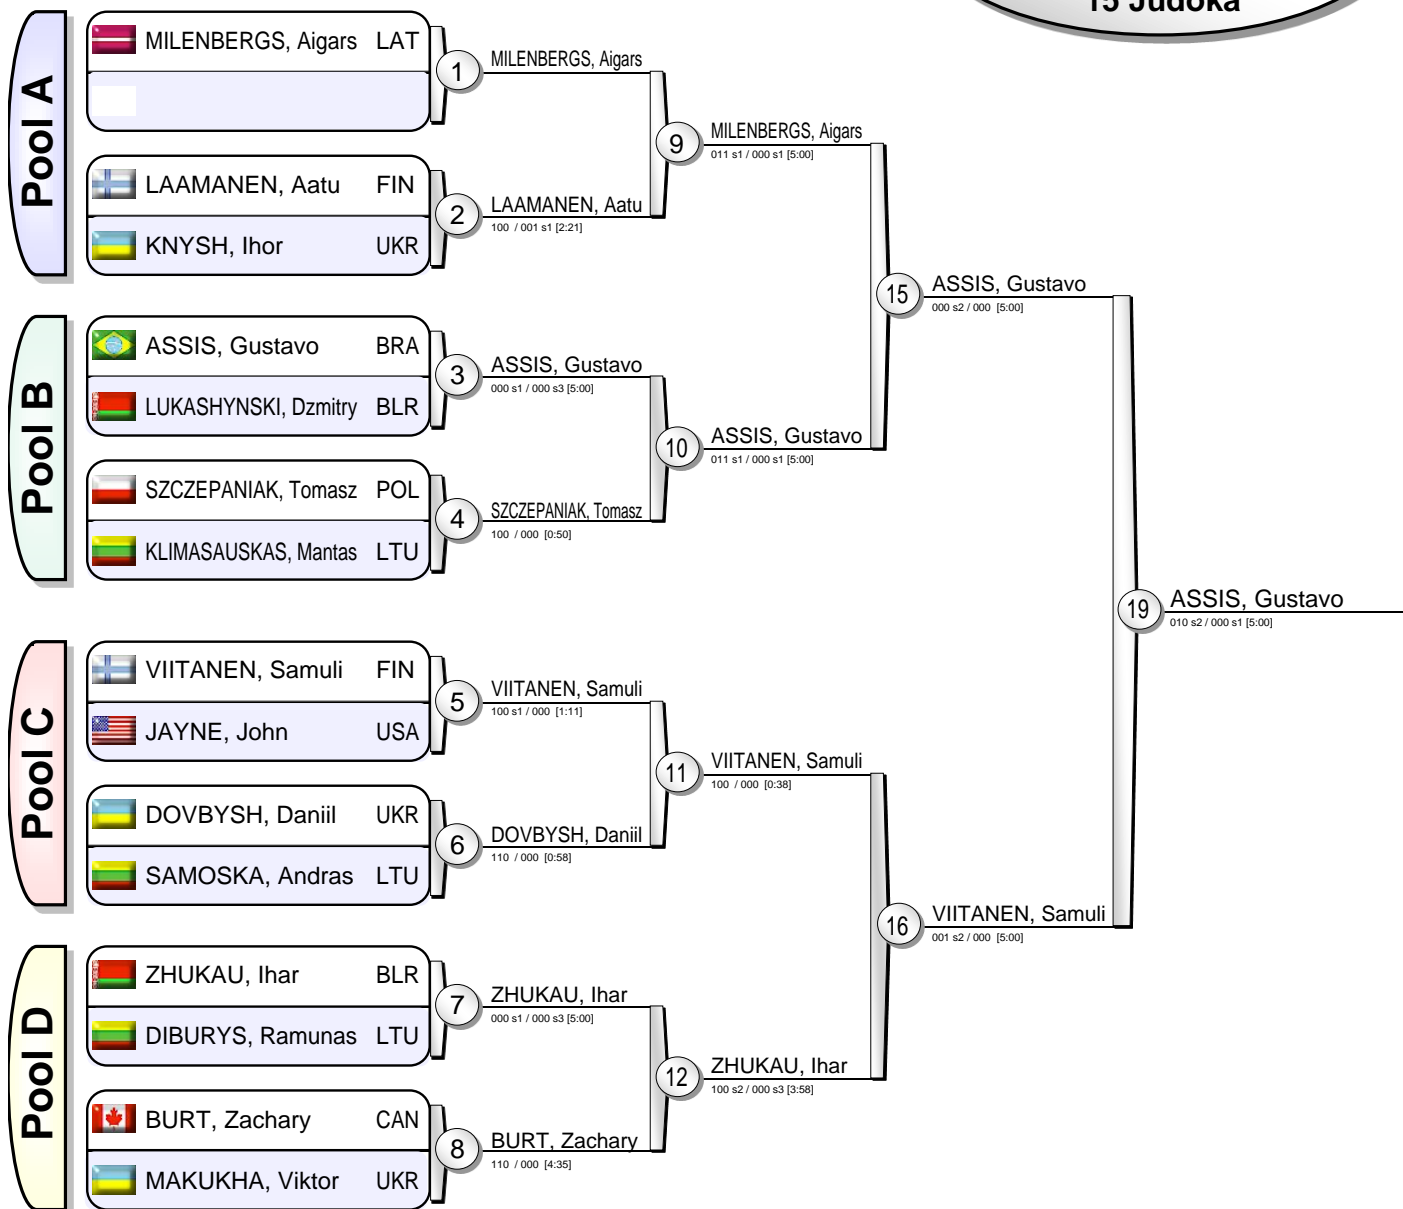 15 Judoka
Pool A
MILENBERGS, Aigars LAT
1
MILENBERGS, Aigars
LAAMANEN, Aatu FIN
KNYSH, Ihor UKR
2
LAAMANEN, Aatu
100 / 001 s1 [2:21]
9
MILENBERGS, Aigars
011 s1 / 000 s1 [5:00]
Pool B
ASSIS, Gustavo BRA
LUKASHYNSKI, Dzmitry BLR
3
ASSIS, Gustavo
000 s1 / 000 s3 [5:00]
SZCZEPANIAK, Tomasz POL
KLIMASAUSKAS, Mantas LTU
4
SZCZEPANIAK, Tomasz
100 / 000 [0:50]
10
ASSIS, Gustavo
011 s1 / 000 s1 [5:00]
15
ASSIS, Gustavo
000 s2 / 000 [5:00]
Pool C
VIITANEN, Samuli FIN
JAYNE, John USA
5
VIITANEN, Samuli
100 s1 / 000 [1:11]
DOVBYSH, Daniil UKR
SAMOSKA, Andras LTU
6
DOVBYSH, Daniil
110 / 000 [0:58]
11
VIITANEN, Samuli
100 / 000 [0:38]
Pool D
ZHUKAU, Ihar BLR
DIBURYS, Ramunas LTU
7
ZHUKAU, Ihar
000 s1 / 000 s3 [5:00]
BURT, Zachary CAN
MAKUKHA, Viktor UKR
8
BURT, Zachary
110 / 000 [4:35]
12
ZHUKAU, Ihar
100 s2 / 000 s3 [3:58]
16
VIITANEN, Samuli
001 s2 / 000 [5:00]
19
ASSIS, Gustavo
010 s2 / 000 s1 [5:00]